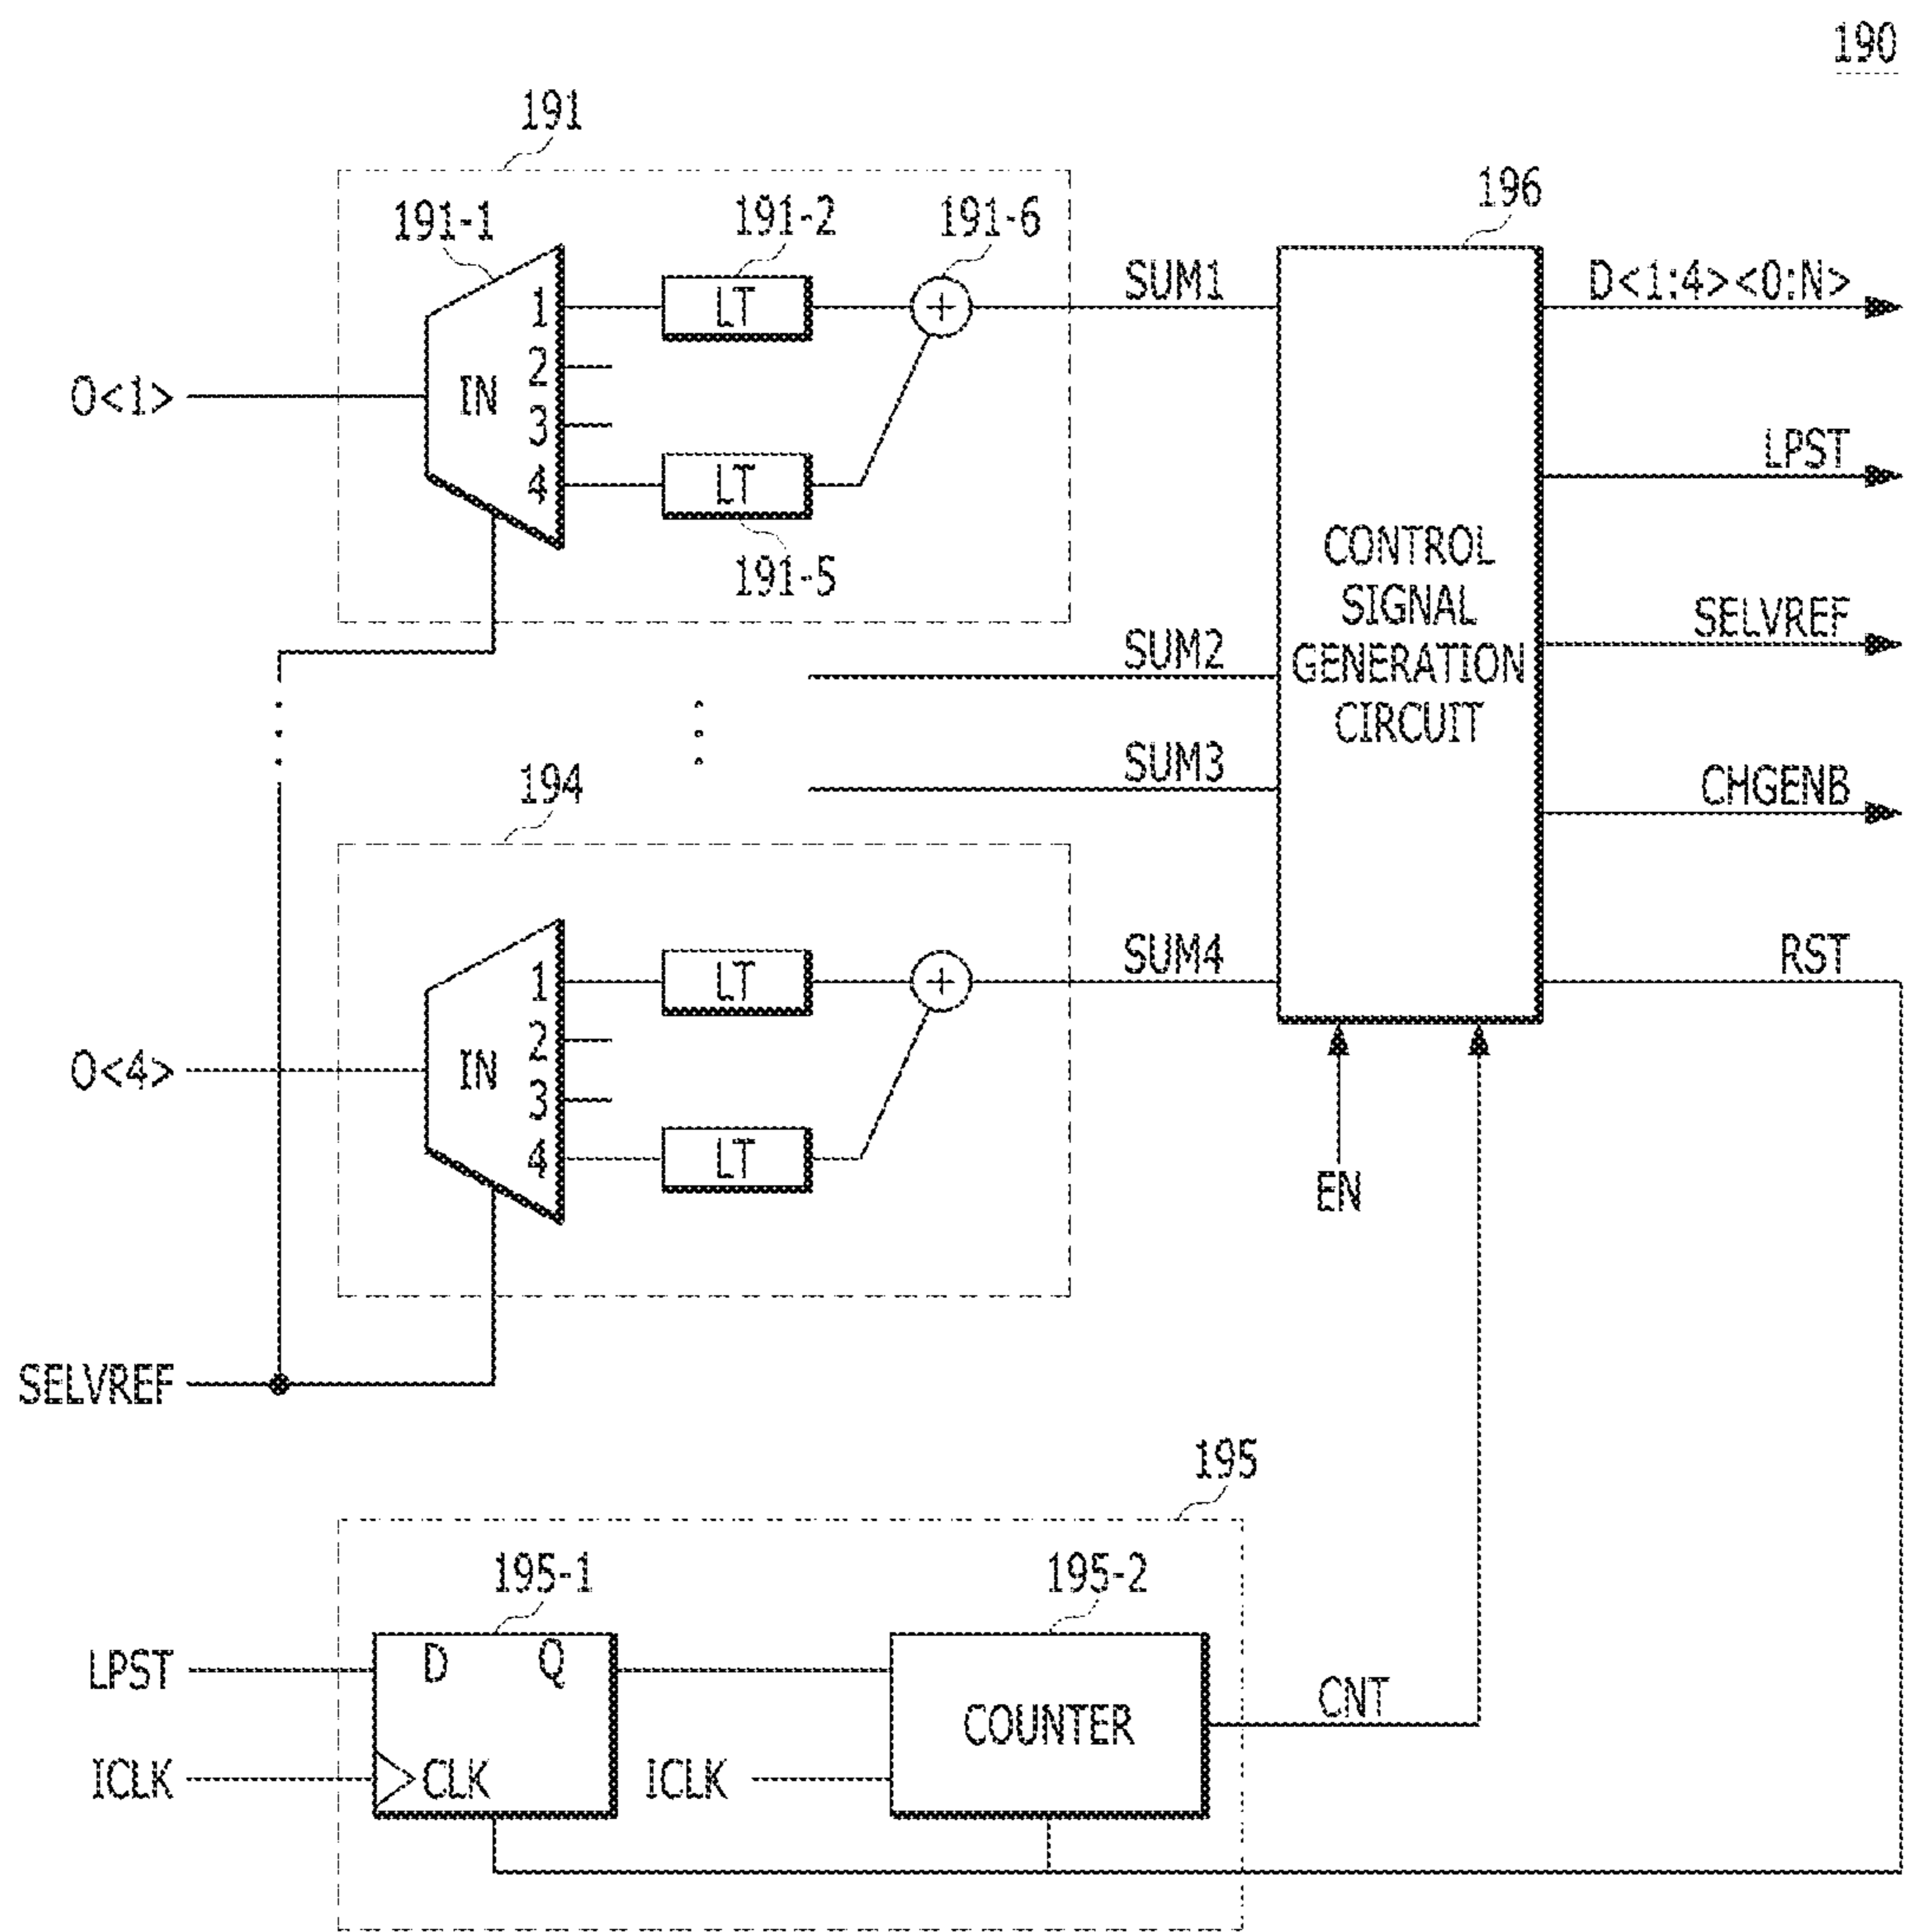 190
191
191-1
191-2
191-6
196
1
LT
+
SUM1
D<1:4><0:N>
2
O<1>
IN
3
4
LT
LPST
191-5
CONTROL
SIGNAL
GENERATION
CIRCUIT
SUM2
SELVREF
SUM3
194
CHGENB
1
LT
+
SUM4
RST
2
O<4>
IN
3
4
LT
EN
SELVREF
195
195-1
195-2
LPST
D
Q
COUNTER
CNT
ICLK
CLK
ICLK